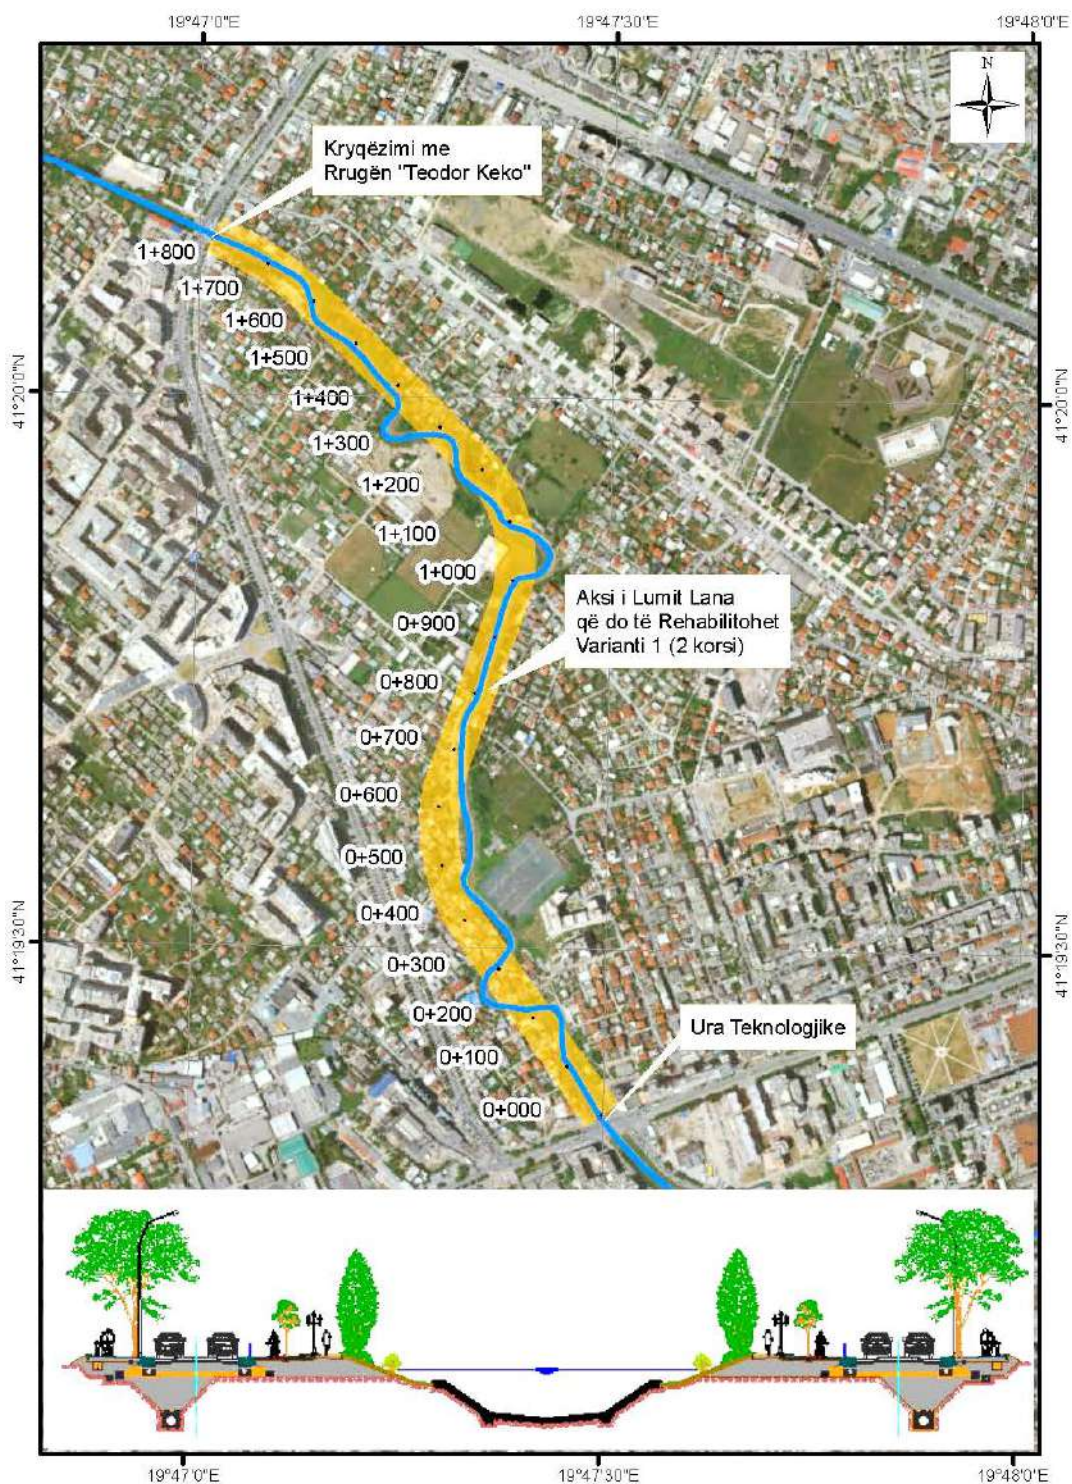 19°47'0"E
19°47'30"E
19°48'0"E
N
Kryqëzimi me
Rrugën "Teodor Keko"
1+800
1+700
1+600
1+500
41°20'0"N
41°20'0"N
1+400
1+300
1+200
1+100
1+000
Aksi i Lumit Lana
që do të Rehabilitohet
Varianti 1 (2 korsi)
0+900
0+800
0+700
0+600
0+500
0+400
41°19'30"N
41°19'30"N
0+300
0+200
Ura Teknologjike
0+100
0+000
19°47'0"E
19°47'30"E
19°48'0"E